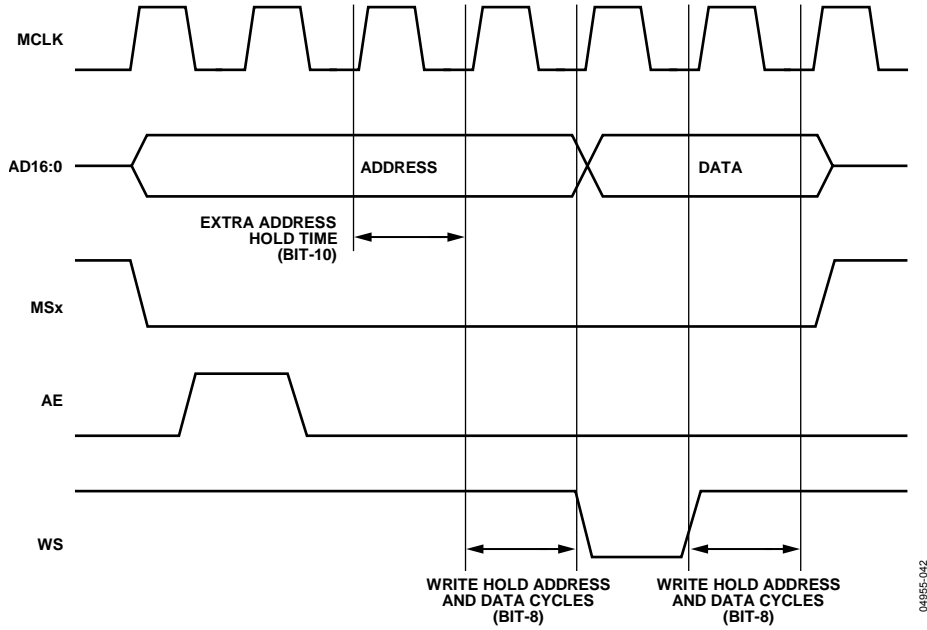 MCLK
AD16:0
ADDRESS
DATA
EXTRA ADDRESS
HOLD TIME
(BIT-10)
MSx
AE
WS
WRITE HOLD ADDRESS
AND DATA CYCLES
(BIT-8)
WRITE HOLD ADDRESS
AND DATA CYCLES
(BIT-8)
04955-042